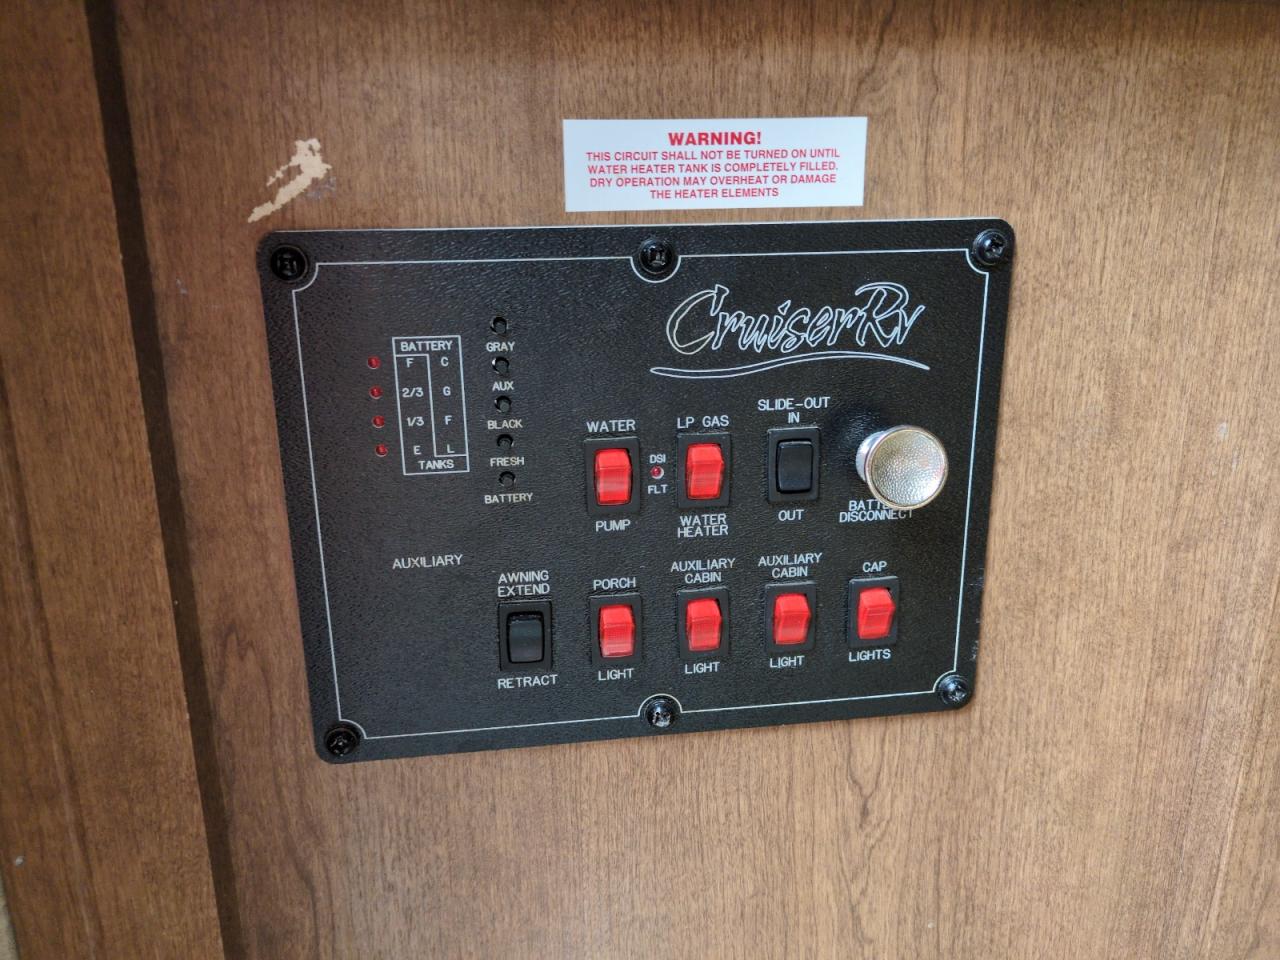 WARNING!
THIS CIRCUIT SHALL NOT BE TURNED ON UNTIL
WATER HEATER TANK IS COMPLETELY FILLED.
DRY OPERATION MAY OVERHEAT OR DAMAGE
THE HEATER ELEMENTS
CruiserRv
BATTERY
F C
2/3 G
1/3 F
E L
TANKS
GRAY
AUX
BLACK
FRESH
BATTERY
WATER
PUMP
DSI
FLT
LP GAS
WATER
HEATER
SLIDE-OUT
IN
OUT
DISCONNECT
AUXILIARY
AWNING
EXTEND
RETRACT
PORCH
LIGHT
AUXILIARY
CABIN
LIGHT
AUXILIARY
CABIN
LIGHT
CAP
LIGHTS